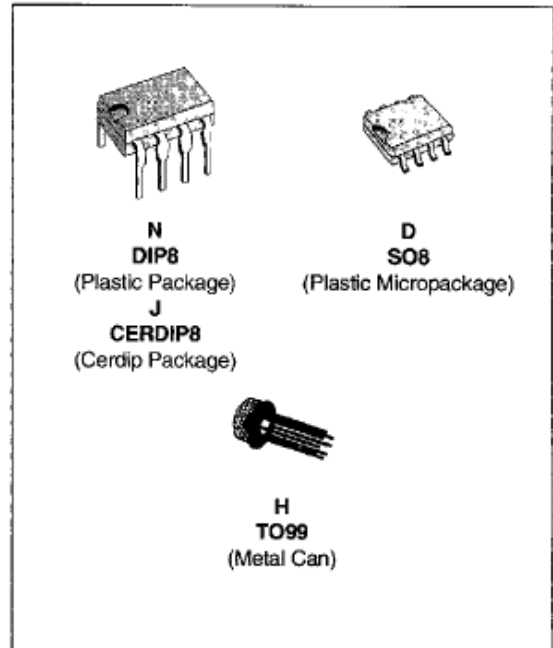 N
DIP8
(Plastic Package)
J
CERDIP8
(Cerdip Package)
D
SO8
(Plastic Micropackage)
H
TO99
(Metal Can)